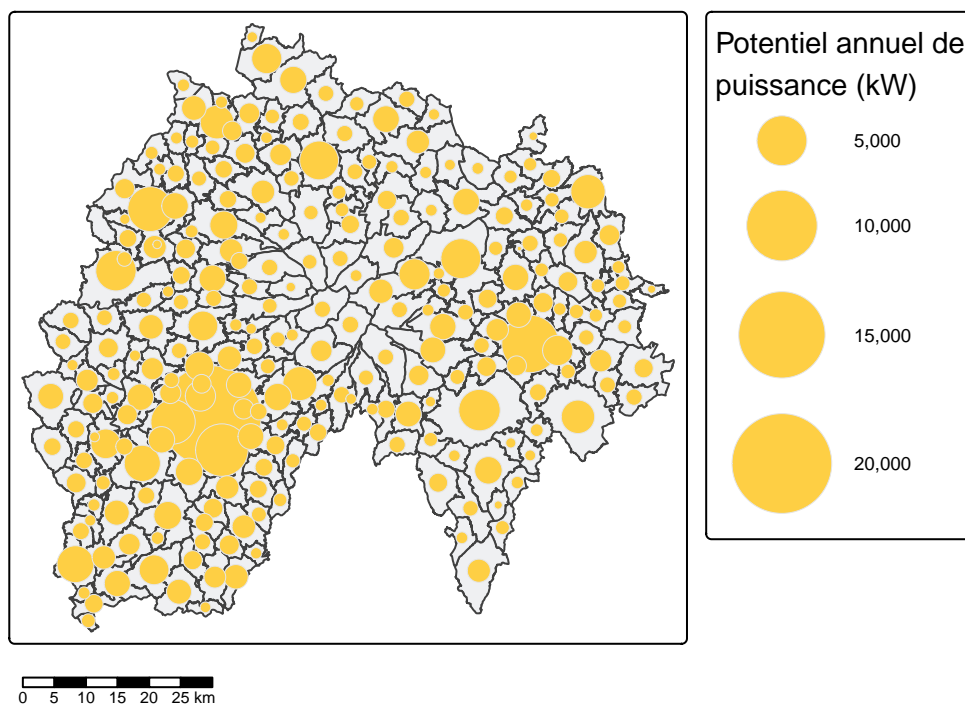 Potentiel annuel de
puissance (kW)
5,000
10,000
15,000
20,000
0 5 10 15 20 25 km